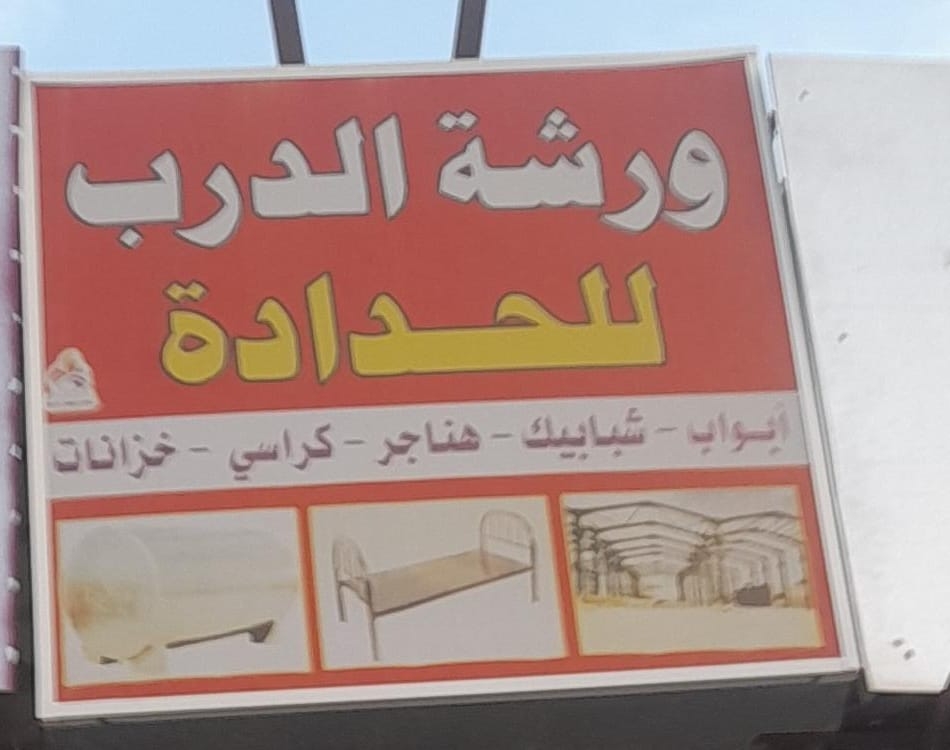 ورشة الدرب
للحدادة
أبواب - شبابيك - هناجر - كراسي - خزانات